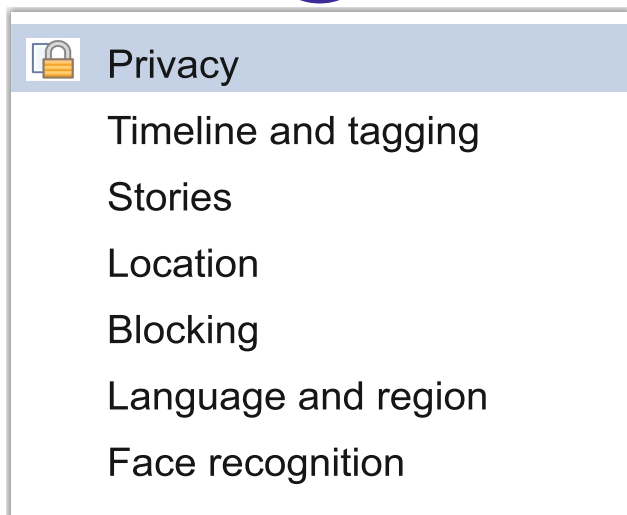 Privacy
Timeline and tagging
Stories
Location
Blocking
Language and region
Face recognition